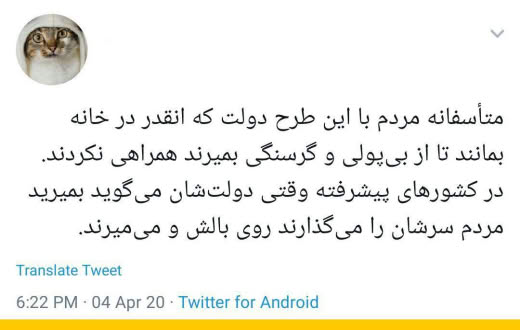 متأسفانه مردم با این طرح دولت که انقدر در خانه
بمانند تا از بی‌پولی و گرسنگی بمیرند همراهی نکردند.
در کشورهای پیشرفته وقتی دولت‌شان می‌گوید بمیرید
مردم سرشان را می‌گذارند روی بالش و می‌میرند.
Translate Tweet
6:22 PM · 04 Apr 20 · Twitter for Android